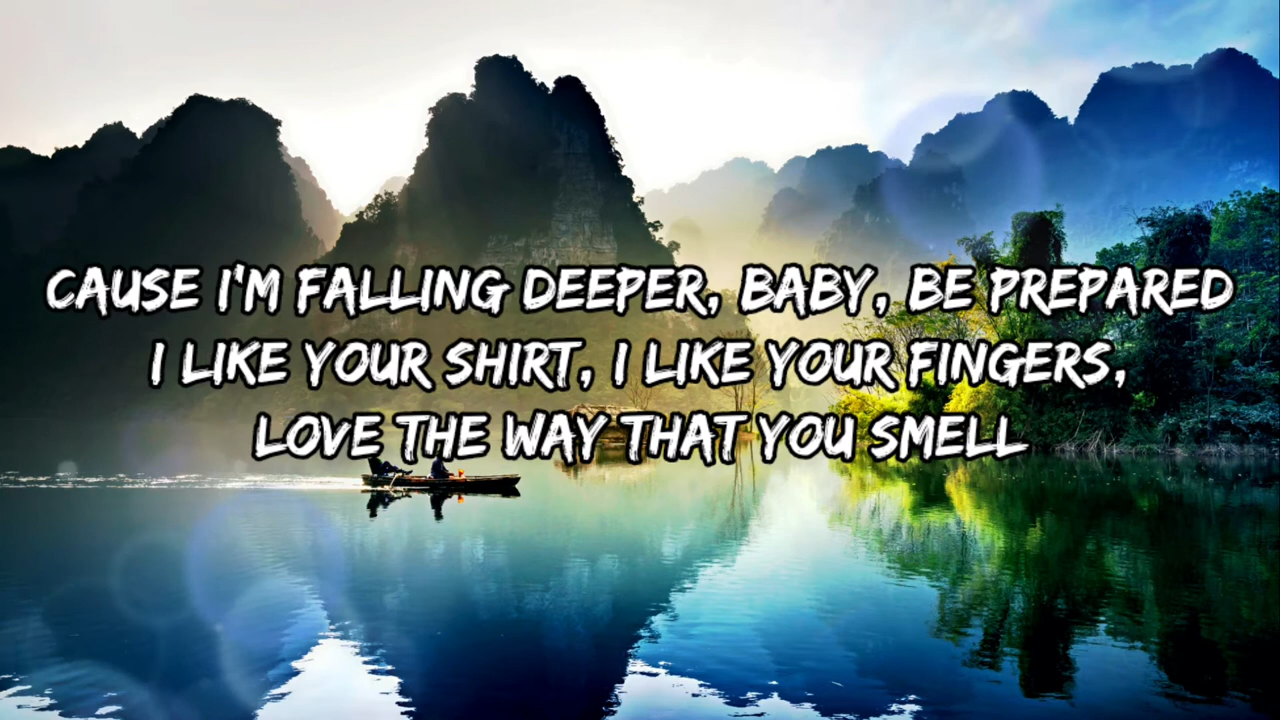 CAUSE I'M FALLING DEEPER, BABY, BE PREPARED
I LIKE YOUR SHIRT, I LIKE YOUR FINGERS,
LOVE THE WAY THAT YOU SMELL